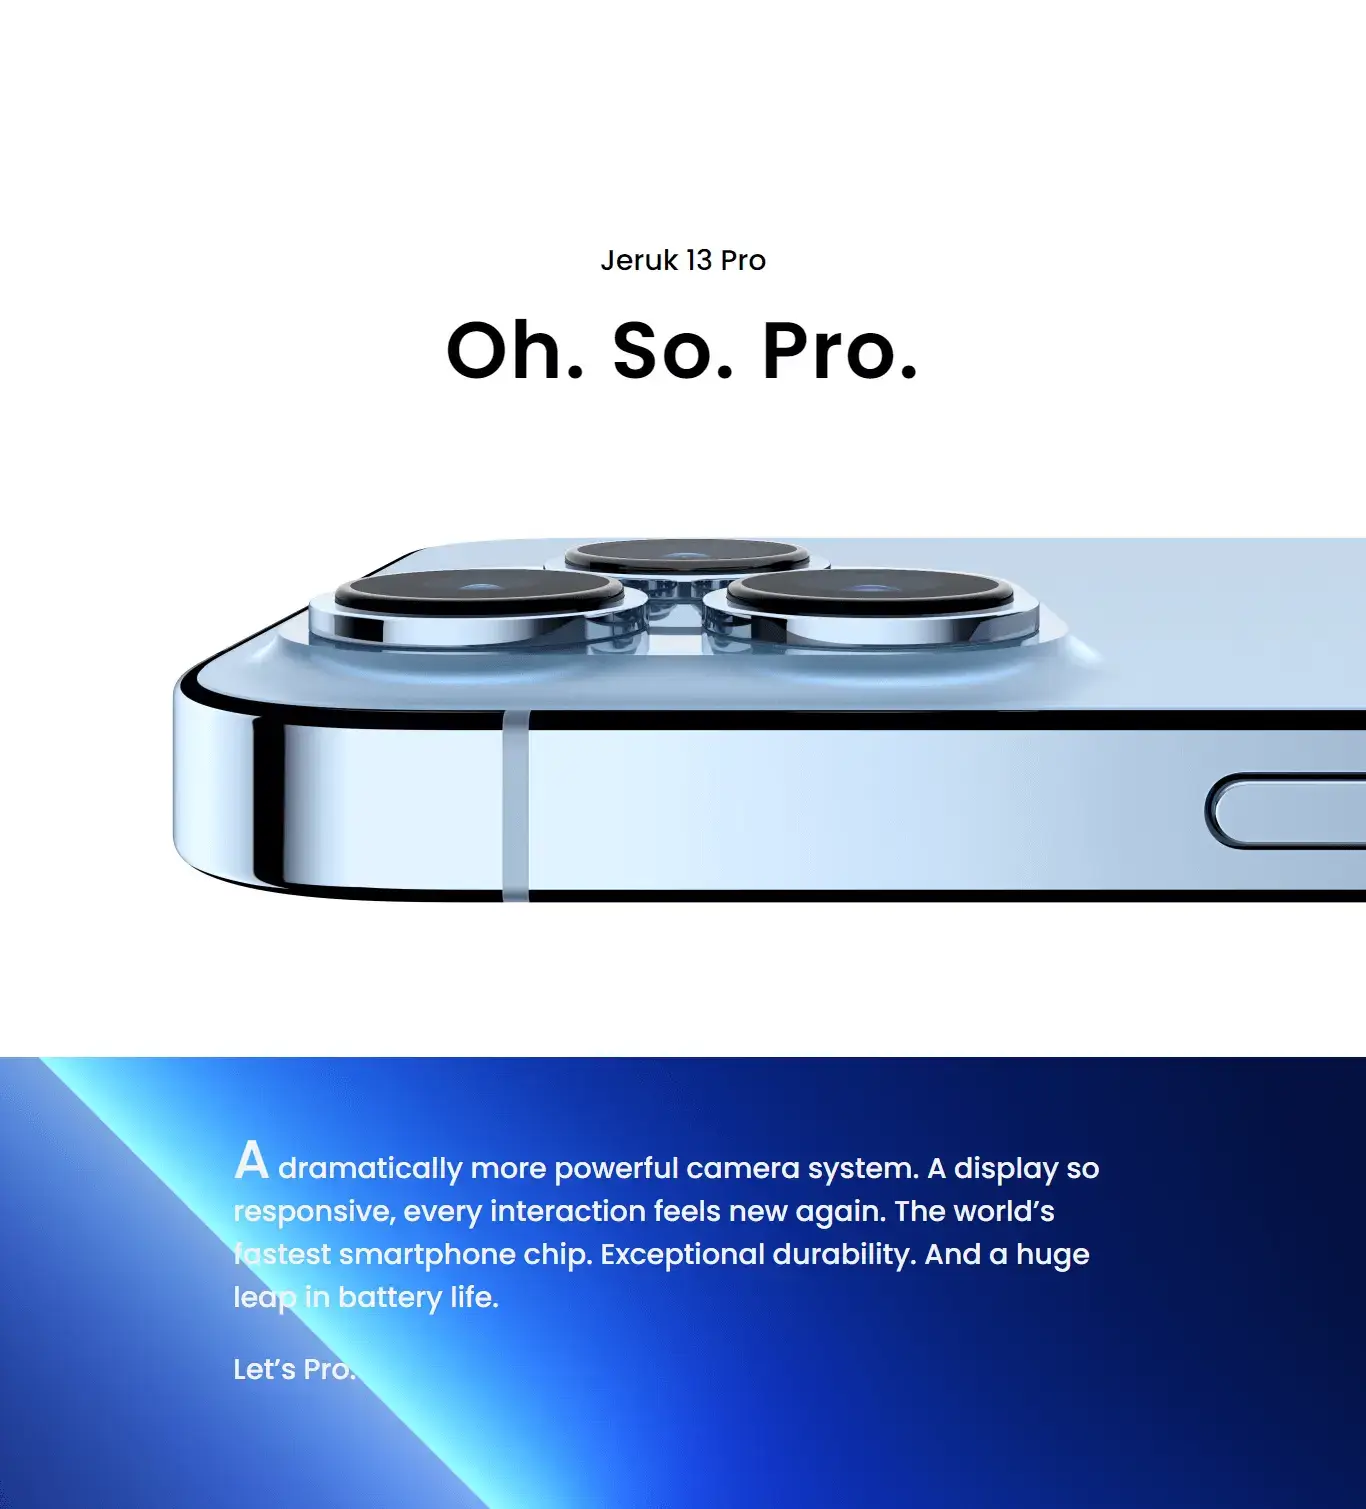 Jeruk 13 Pro
Oh. So. Pro.
A dramatically more powerful camera system. A display so
responsive, every interaction feels new again. The world’s
fastest smartphone chip. Exceptional durability. And a huge
leap in battery life.
Let’s Pro.